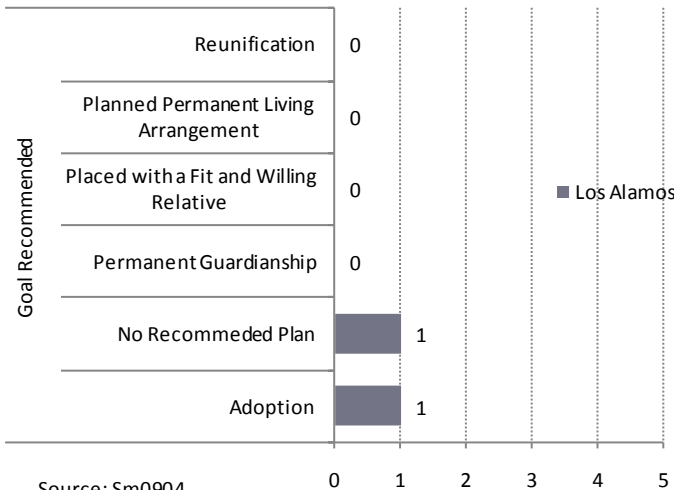 Goal Recommended
Reunification
0
Planned Permanent Living
Arrangement
0
Placed with a Fit and Willing
Relative
0
Los Alamos
Permanent Guardianship
0
No Recommeded Plan
1
Adoption
1
0 1 2 3 4 5
Source: Sm0904